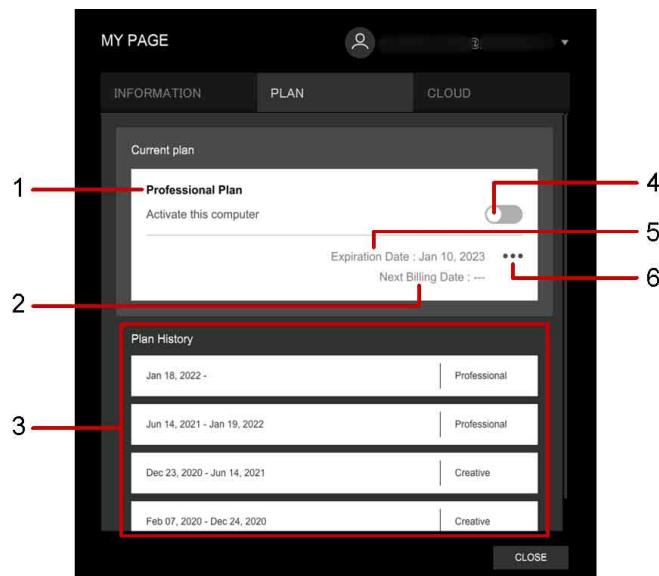 MY PAGE
INFORMATION PLAN CLOUD
Current plan
1 Professional Plan 4
Activate this computer
5
Expiration Date : Jan 10, 2023 •••
Next Billing Date : --- 6
2
Plan History
Jan 18, 2022 - Professional
3 Jun 14, 2021 - Jan 19, 2022 Professional
Dec 23, 2020 - Jun 14, 2021 Creative
Feb 07, 2020 - Dec 24, 2020 Creative
CLOSE